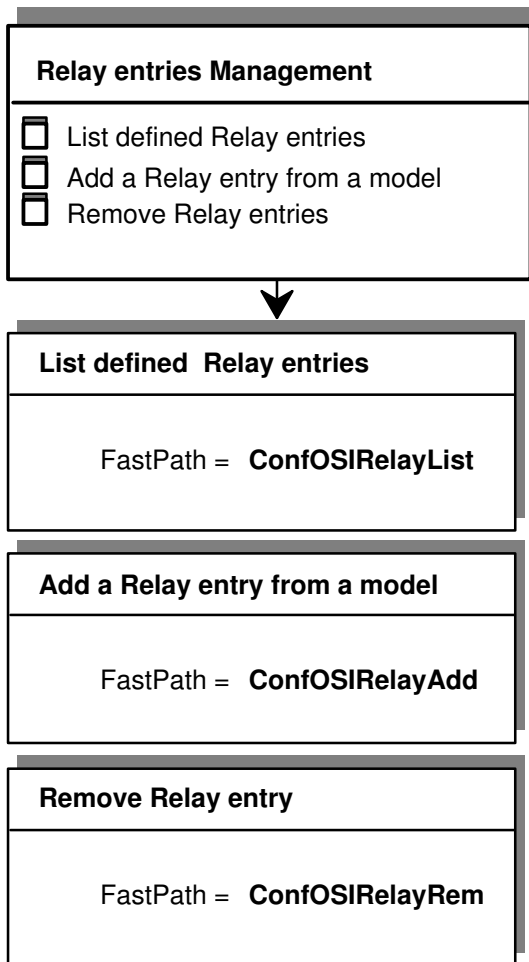 Relay entries Management
List defined Relay entries
Add a Relay entry from a model
Remove Relay entries
List defined Relay entries
FastPath = ConfOSIRelayList
Add a Relay entry from a model
FastPath = ConfOSIRelayAdd
Remove Relay entry
FastPath = ConfOSIRelayRem